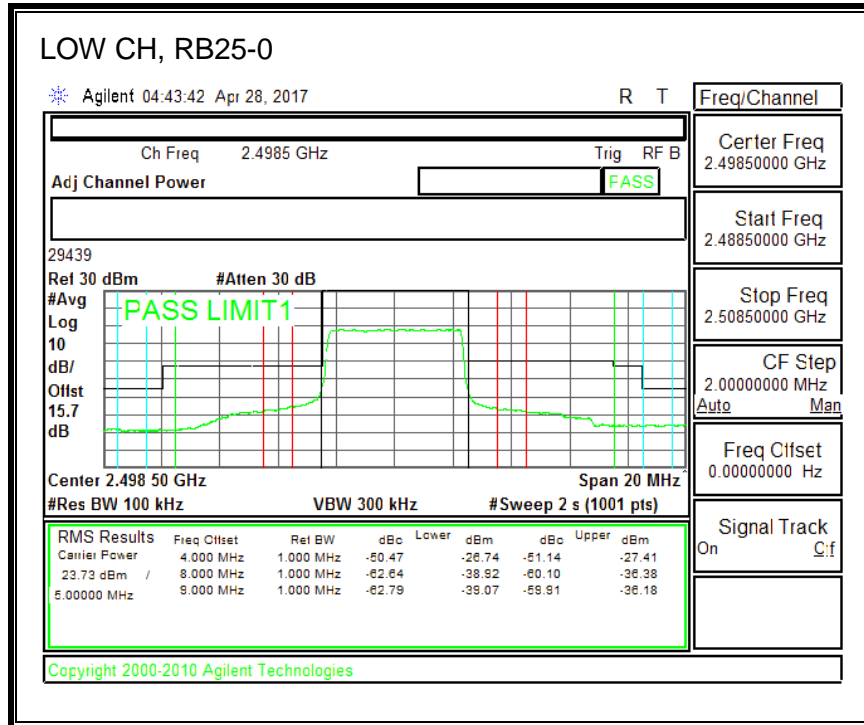 LOW CH, RB25-0
Agilent 04:43:42 Apr 28, 2017 R T
Freq/Channel
Ch Freq 2.4985 GHz Trig RF B
Adj Channel Power PASS
Center Freq
2.49850000 GHz
Start Freq
2.48850000 GHz
Stop Freq
2.50850000 GHz
CF Step
2.00000000 MHz
Auto Man
Freq Offset
0.00000000 Hz
Signal Track
On Off
29439
Ref 30 dBm #Atten 30 dB
#Avg
Log
10
dB/
Offst
15.7
dB
PASS LIMIT1
Center 2.498 50 GHz Span 20 MHz
#Res BW 100 kHz VBW 300 kHz #Sweep 2 s (1001 pts)
RMS Results Freq Offset Ref BW dBc Lower dBm dBc Upper dBm
Carrier Power 4.000 MHz 1.000 MHz -50.47 -26.74 -51.14 -27.41
23.73 dBm / 8.000 MHz 1.000 MHz -62.64 -38.92 -60.10 -36.38
5.00000 MHz 9.000 MHz 1.000 MHz -62.79 -39.07 -59.91 -36.18
Copyright 2000-2010 Agilent Technologies